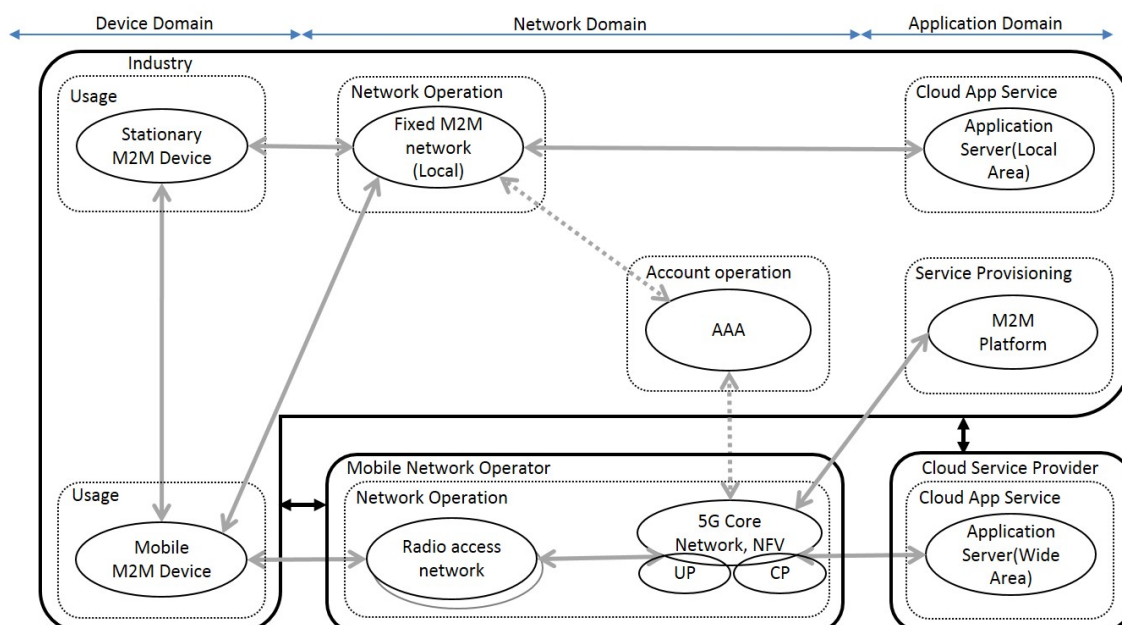 Device Domain
Network Domain
Application Domain
Industry
Usage
Stationary
M2M Device
Network Operation
Fixed M2M
network
(Local)
Cloud App Service
Application
Server(Local
Area)
Account operation
AAA
Service Provisioning
M2M
Platform
Usage
Mobile
M2M Device
Mobile Network Operator
Network Operation
Radio access
network
5G Core
Network, NFV
UP
CP
Cloud Service Provider
Cloud App Service
Application
Server(Wide
Area)